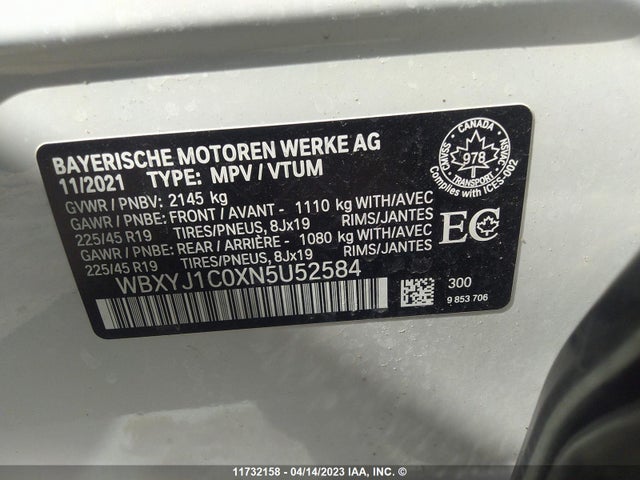 BAYERISCHE MOTOREN WERKE AG
11/2021 TYPE: MPV / VTUM
GVWR / PNBV: 2145 kg
GAWR / PNBE: FRONT / AVANT - 1110 kg WITH/AVEC
225/45 R19 TIRES/PNEUS, 8Jx19 RIMS/JANTES
GAWR / PNBE: REAR / ARRIÈRE - 1080 kg WITH/AVEC
225/45 R19 TIRES/PNEUS, 8Jx19 RIMS/JANTES
WBXYJ1C0XN5U52584
CANADA
CMVSS NSVAC
978
TRANSPORT
Complies with ICES-002
EC
300
9 853 706
11732158 - 04/14/2023 IAA, Inc. ©